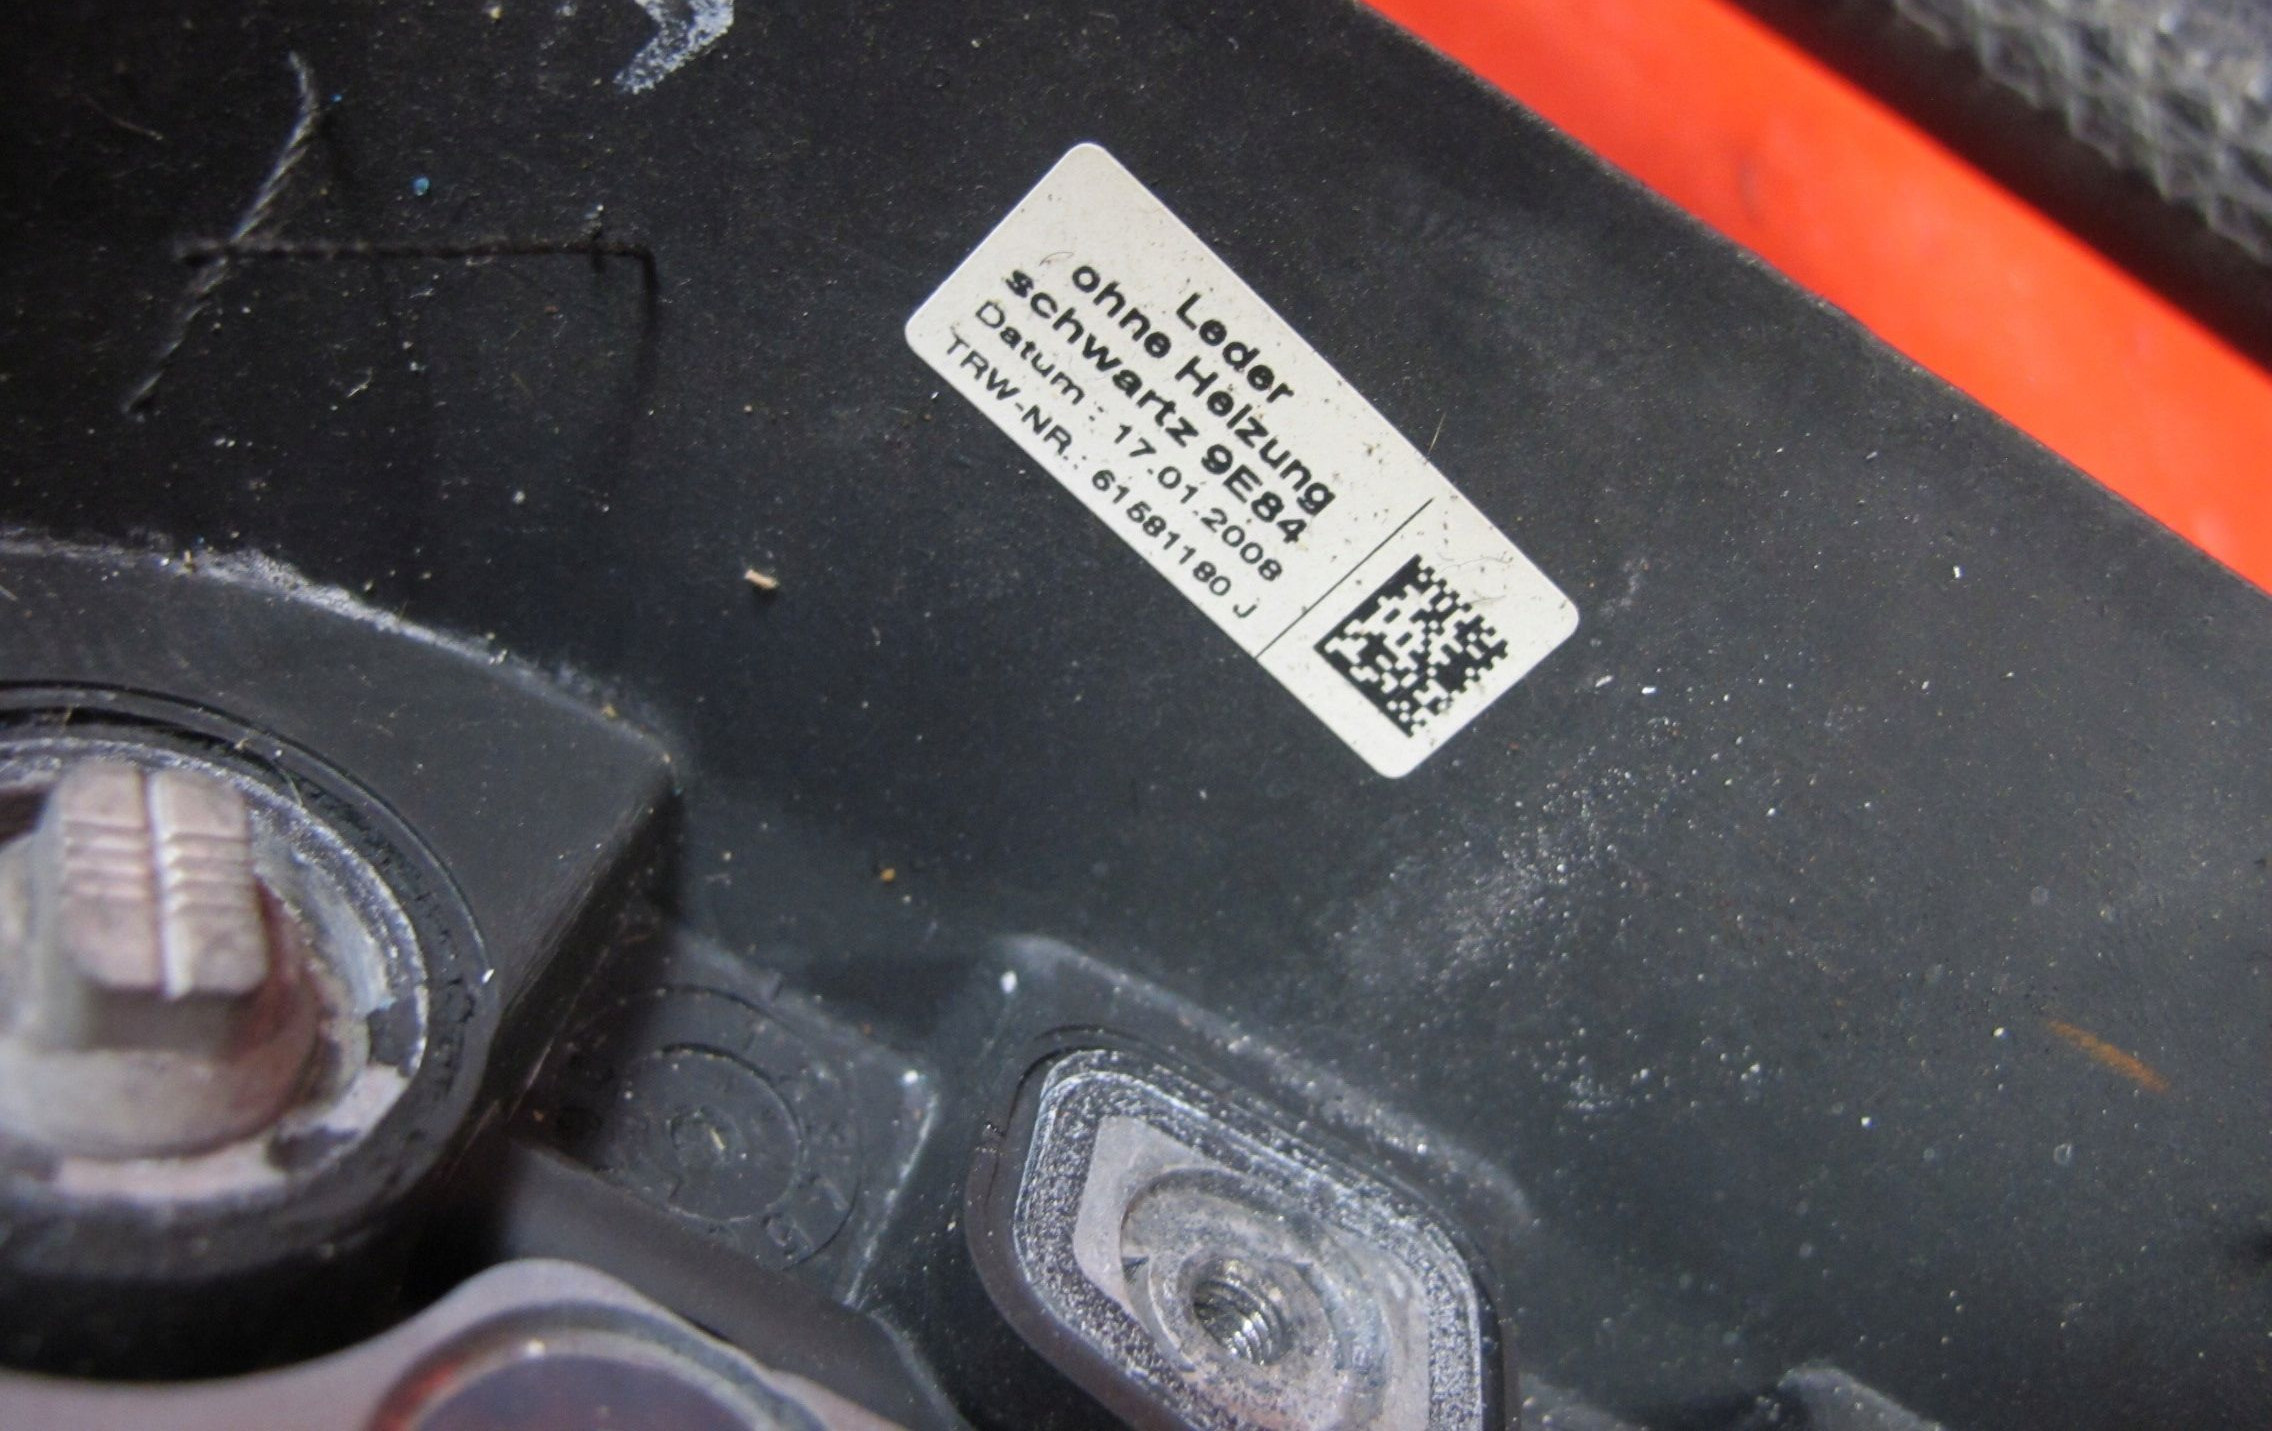 Leder
ohne Heizung
schwartz 9E84
Datum : 17.01.2008
TRW-NR.: 61581180 J